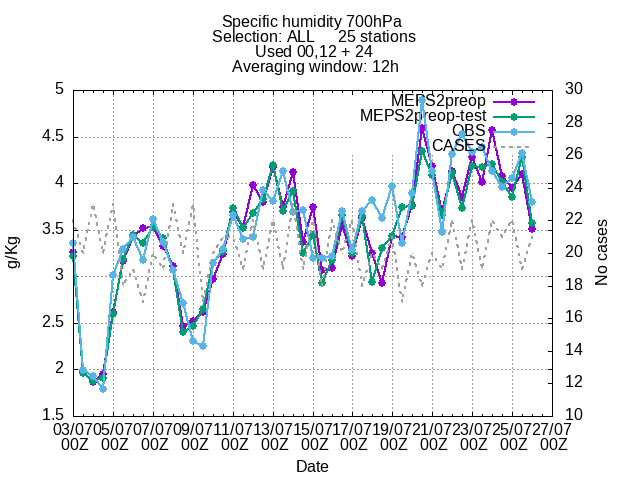 Specific humidity 700hPa
Selection: ALL 25 stations
Used 00,12 + 24
Averaging window: 12h
MEPS2preop
MEPS2preop-test
OBS
CASES
5
4.5
4
3.5
3
2.5
2
1.5
g/Kg
30
28
26
24
22
20
18
16
14
12
10
No cases
03/07 05/07 07/07 09/07 11/07 13/07 15/07 17/07 19/07 21/07 23/07 25/07 27/07
00Z 00Z 00Z 00Z 00Z 00Z 00Z 00Z 00Z 00Z 00Z 00Z 00Z
Date